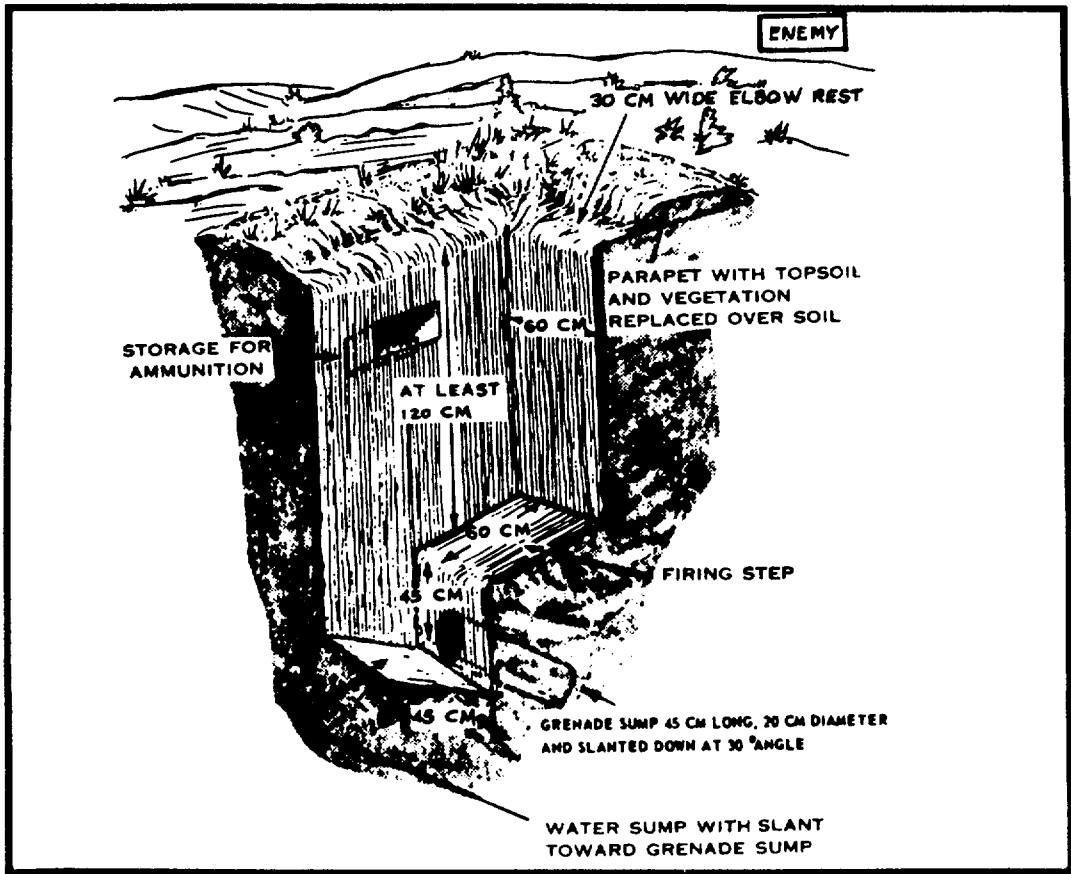 ENEMY
30 CM WIDE ELBOW REST
PARAPET WITH TOPSOIL
AND VEGETATION
REPLACED OVER SOIL
60 CM
STORAGE FOR
AMMUNITION
AT LEAST
120 CM
60 CM
FIRING STEP
45 CM
45 CM
GRENADE SUMP 45 CM LONG, 20 CM DIAMETER
AND SLANTED DOWN AT 30° ANGLE
WATER SUMP WITH SLANT
TOWARD GRENADE SUMP